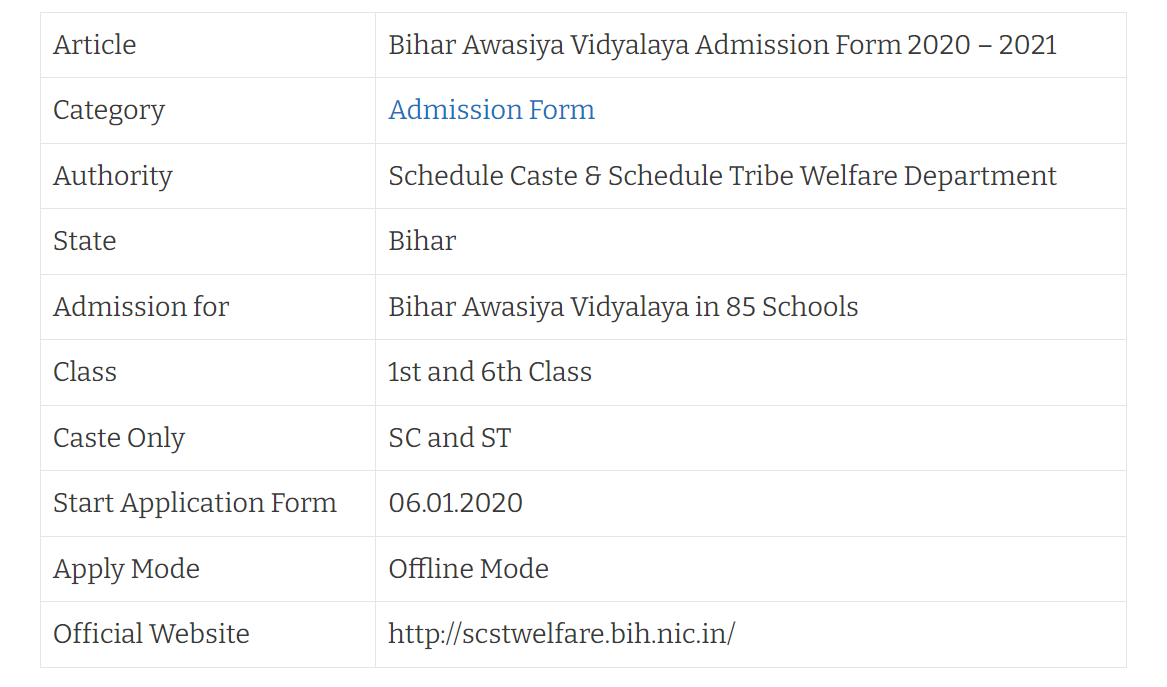 Article Bihar Awasiya Vidyalaya Admission Form 2020 – 2021
Category Admission Form
Authority Schedule Caste & Schedule Tribe Welfare Department
State Bihar
Admission for Bihar Awasiya Vidyalaya in 85 Schools
Class 1st and 6th Class
Caste Only SC and ST
Start Application Form 06.01.2020
Apply Mode Offline Mode
Official Website http://scstwelfare.bih.nic.in/